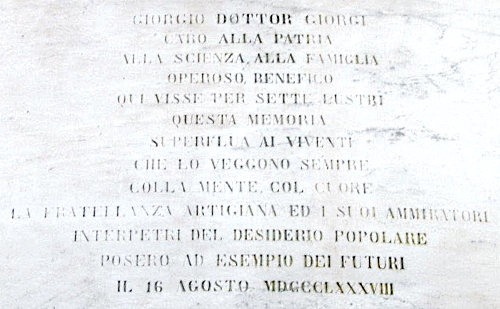 GIORGIO DOTTOR GIORGI
CARO ALLA PATRIA
ALLA SCIENZA, ALLA FAMIGLIA
OPEROSO, BENEFICO
QUI VISSE PER SETTE LUSTRI
QUESTA MEMORIA
SUPERFLUA AI VIVENTI
CHE LO VEGGONO SEMPRE
COLLA MENTE, COL CUORE
LA FRATELLANZA ARTIGIANA ED I SUOI AMMIRATORI
INTERPETRI DEL DESIDERIO POPOLARE
POSERO AD ESEMPIO DEI FUTURI
IL 16 AGOSTO MDCCCLXXXVIII